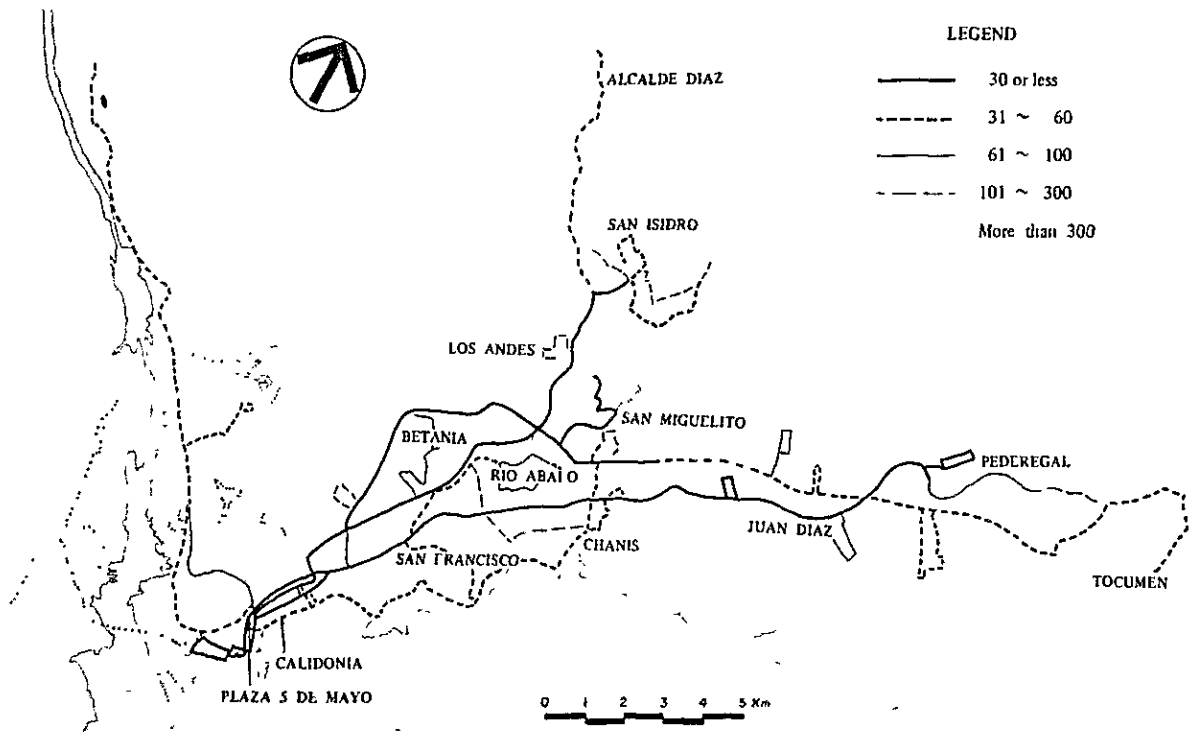 LEGEND
30 or less
31 ~ 60
61 ~ 100
101 ~ 300
More than 300
ALCALDE DIAZ
SAN ISIDRO
LOS ANDES
SAN MIGUELITO
BETANIA
RIO ABAJO
PEDEREGAL
JUAN DIAZ
CHANIS
SAN FRANCISCO
TOCUMEN
CALIDONIA
PLAZA 5 DE MAYO
0 1 2 3 4 5 Km